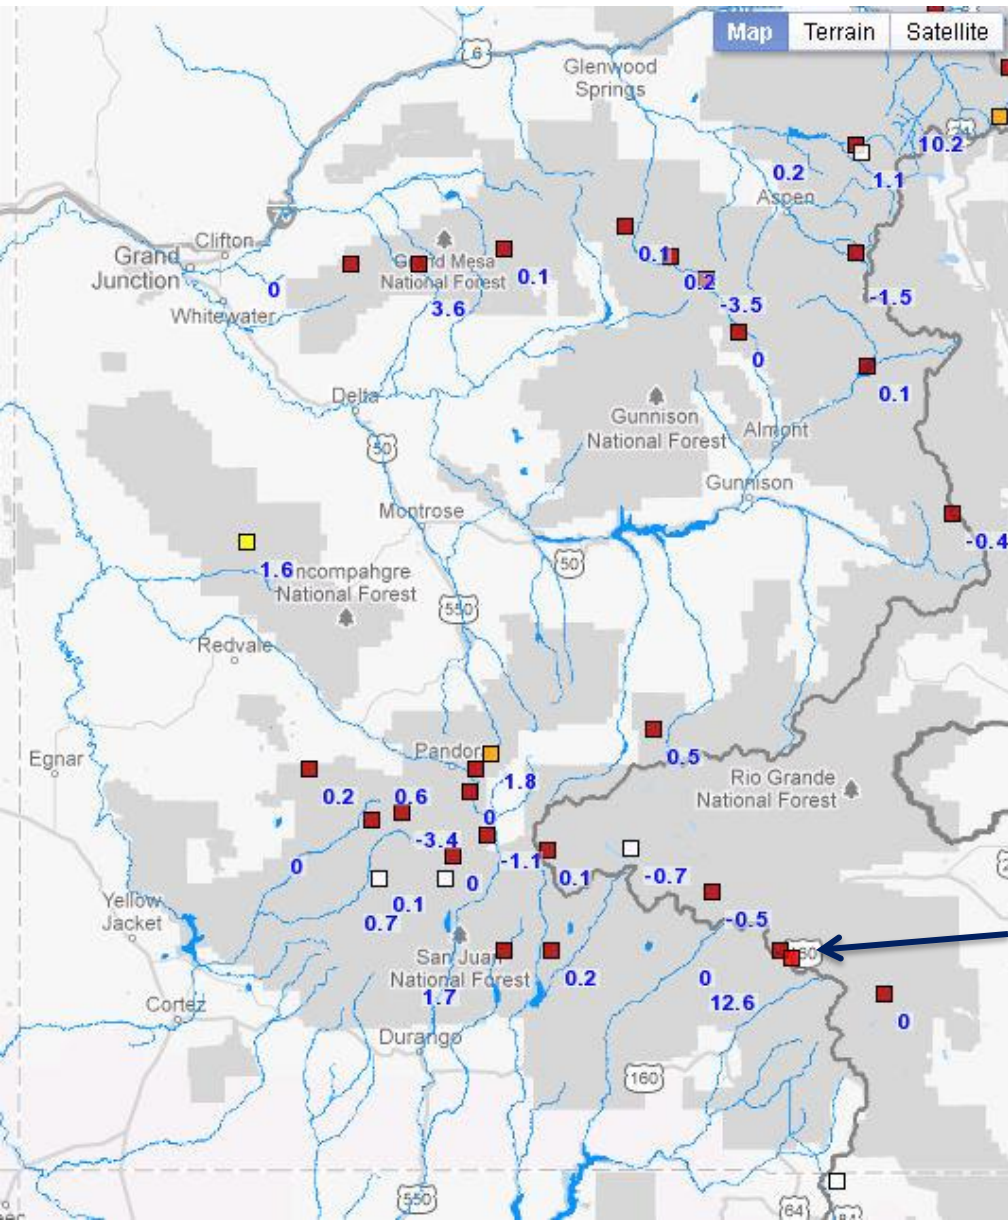 Map Terrain Satellite
6
Glenwood
Springs
24
10.2
0.2
1.1
Aspen
70
Clifton
Grand
Junction
0.1
Grand Mesa
National Forest
0.1
0.2
0
-1.5
Whitewater
3.6
-3.5
0
0.1
Delta
Gunnison
National Forest
Almont
50
Gunnison
Montrose
-0.4
50
1.6
ncompahgre
National Forest
550
Redvale
Egnar
Pandora
0.5
1.8
Rio Grande
National Forest
0.2
0.6
0
-3.4
-1.1
0
0.1
-0.7
0
0.1
0.7
-0.5
Yellow
Jacket
San Juan
National Forest
0.2
0
1.7
12.6
Cortez
0
Durango
160
550
64